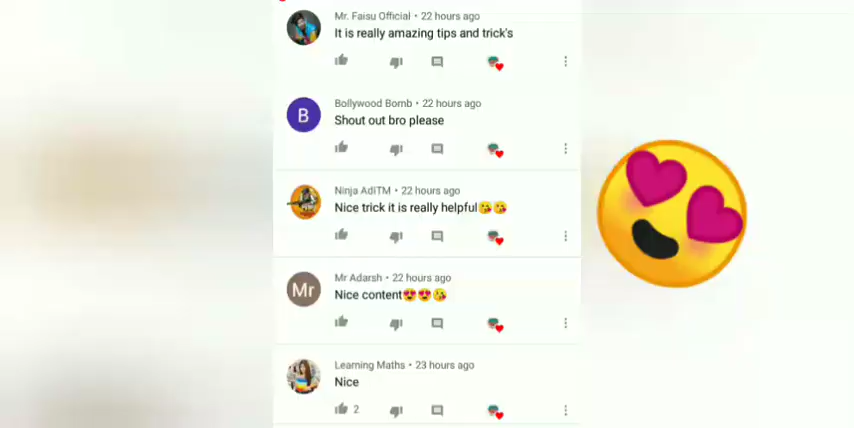 Mr. Faisu Official • 22 hours ago
It is really amazing tips and trick's
Bollywood Bomb • 22 hours ago
B
Shout out bro please
Ninja AdiTM • 22 hours ago
Nice trick it is really helpful😘😘
Mr Adarsh • 22 hours ago
Mr
Nice content😍😍😘
Learning Maths • 23 hours ago
Nice
2